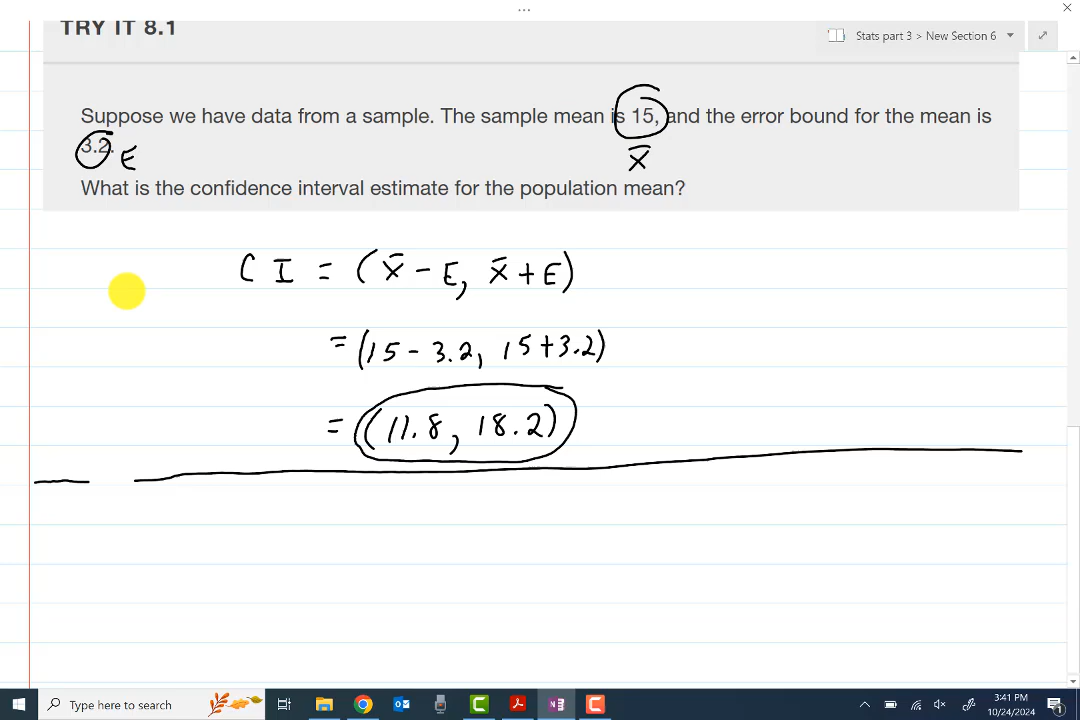 ...
TRY IT 8.1
Stats part 3 > New Section 6
Suppose we have data from a sample. The sample mean is 15, and the error bound for the mean is
3.2. E
x̄
What is the confidence interval estimate for the population mean?
C I = (x̄ - E, x̄ + E)
= (15 - 3.2, 15 + 3.2)
= (11.8, 18.2)
Type here to search
3:41 PM
10/24/2024
1